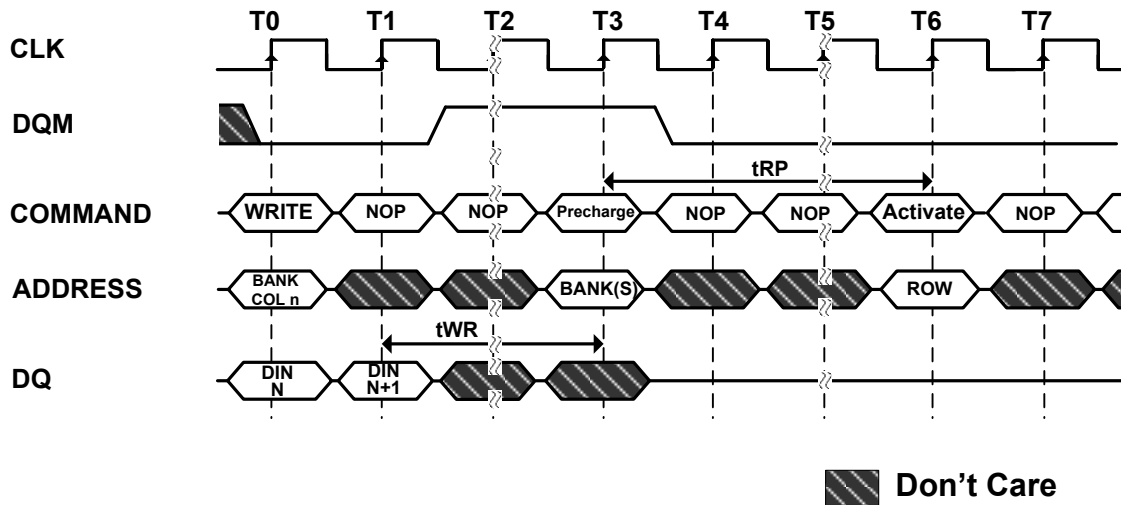 T0 T1 T2 T3 T4 T5 T6 T7
CLK
DQM
tRP
COMMAND WRITE NOP NOP Precharge NOP NOP Activate NOP
ADDRESS BANK COL n BANK(S) ROW
tWR
DQ DIN N DIN N+1
Don't Care